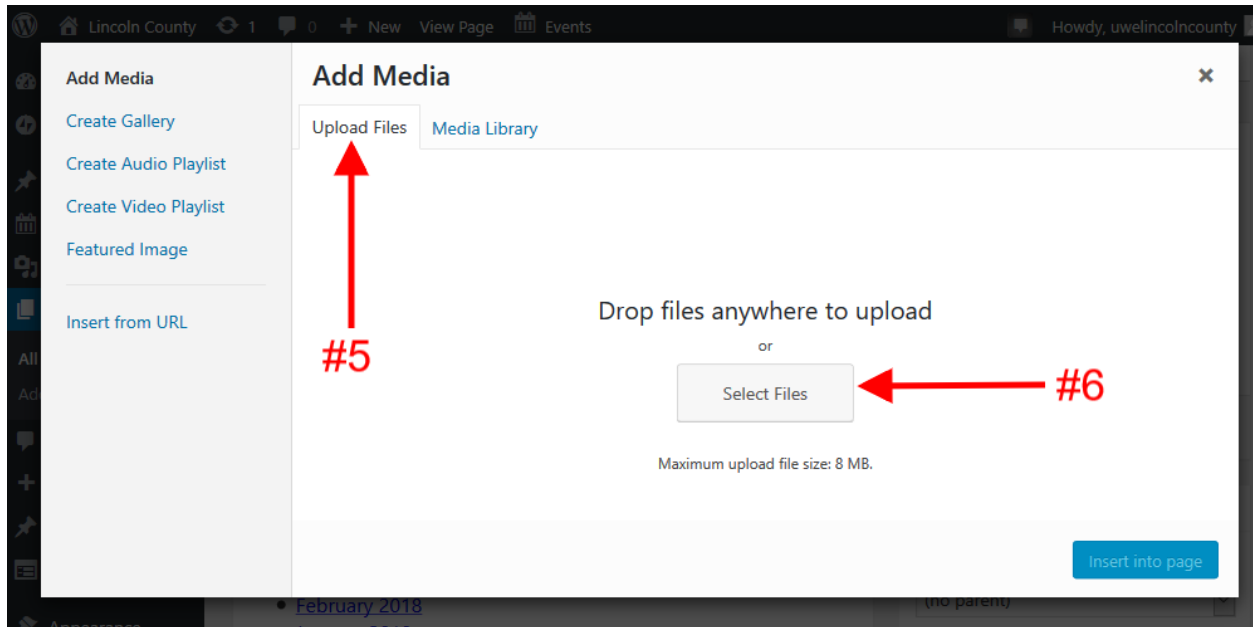 Lincoln County 1 0 New View Page Events Howdy, uwelincolncounty
Add Media
Create Gallery
Create Audio Playlist
Create Video Playlist
Featured Image
Insert from URL
Add Media
Upload Files Media Library
#5
Drop files anywhere to upload
or
Select Files
#6
Maximum upload file size: 8 MB.
Insert into page
All
February 2018
(no parent)
Appearance